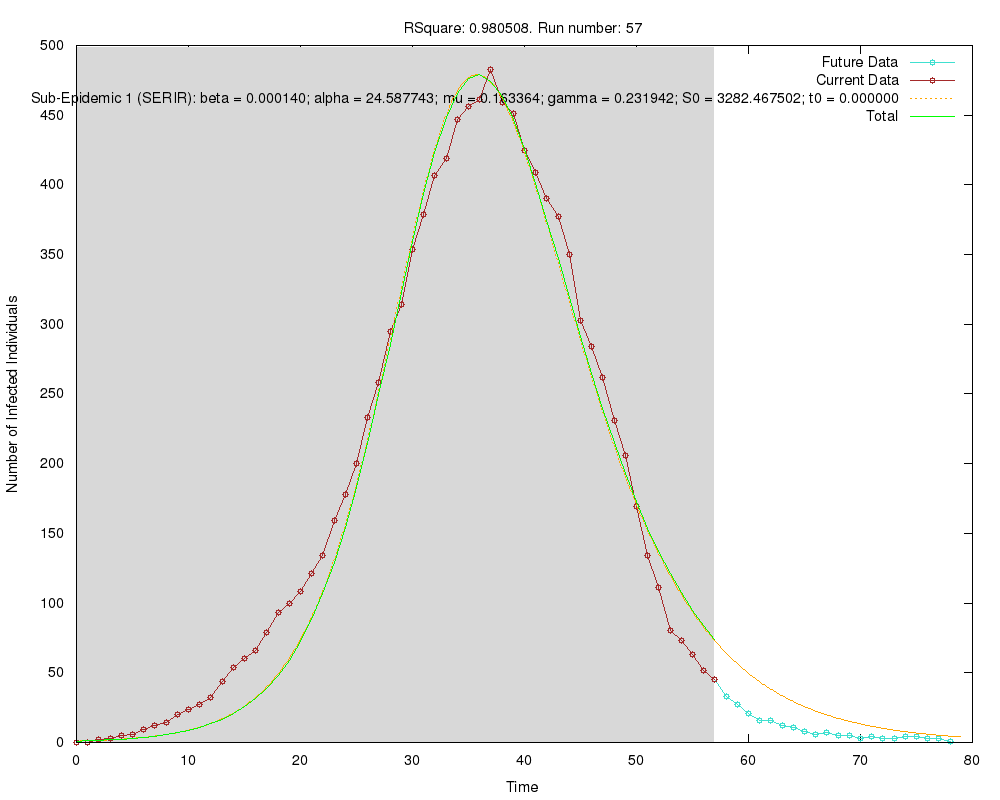 RSquare: 0.980508. Run number: 57
Future Data
Current Data
Sub-Epidemic 1 (SERIR): beta = 0.000140; alpha = 24.587743; mu = 0.163364; gamma = 0.231942; S0 = 3282.467502; t0 = 0.000000
Total
500
450
400
350
300
250
200
150
100
50
0
Number of Infected Individuals
0 10 20 30 40 50 60 70 80
Time